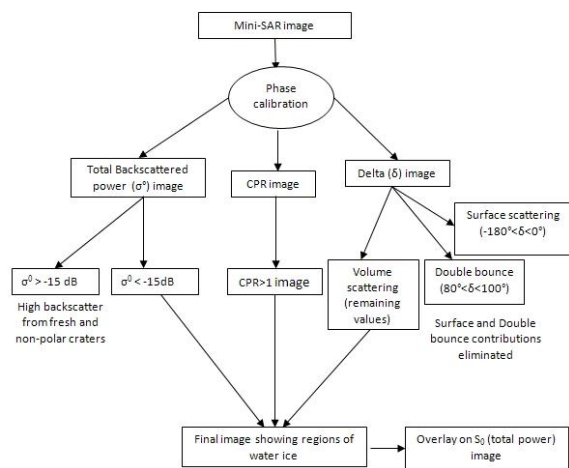 Mini-SAR image
Phase
calibration
Total Backscattered
power (σ°) image
CPR image
Delta (δ) image
Surface scattering
(-180°<δ<0°)
σ⁰ > -15 dB
σ⁰ < -15dB
CPR>1 image
Volume
scattering
(remaining
values)
Double bounce
(80°<δ<100°)
High backscatter
from fresh and
non-polar craters
Surface and Double
bounce contributions
eliminated
Final image showing regions of
water ice
Overlay on S₀ (total power)
image